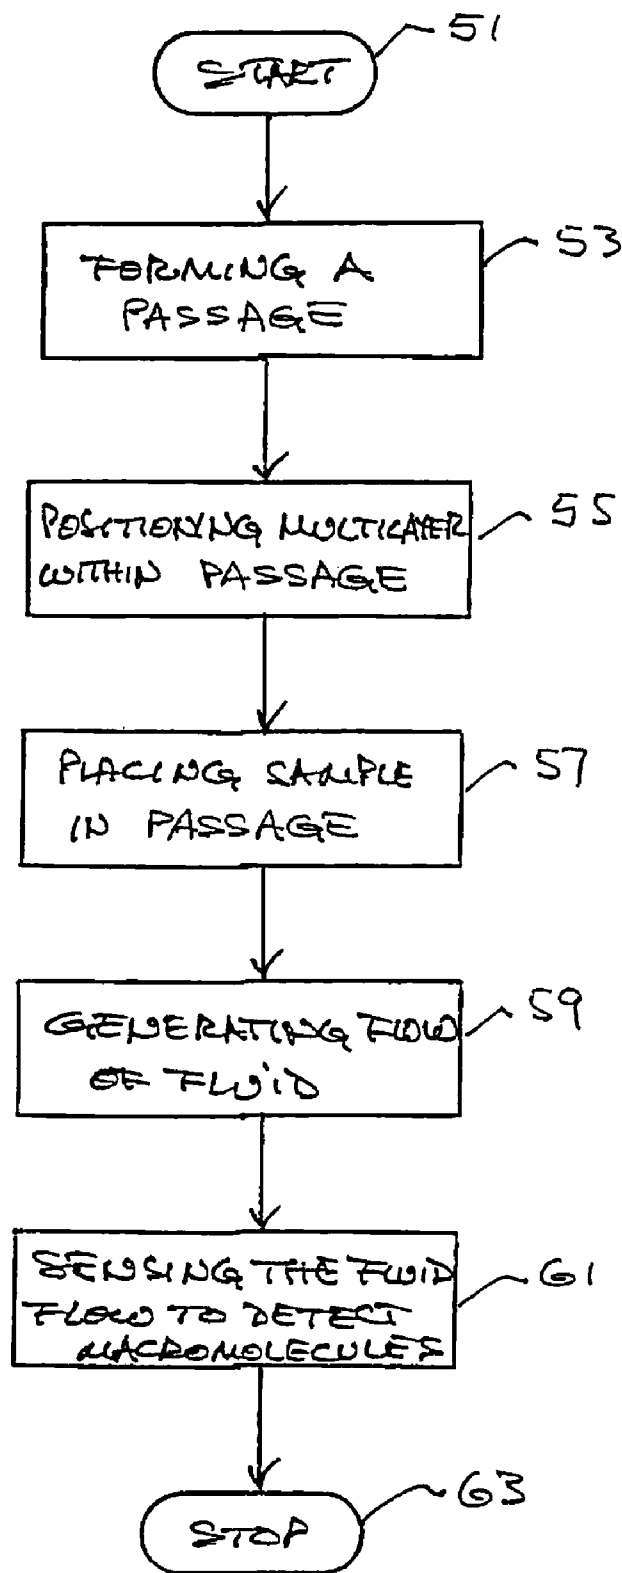 START
51
FORMING A
PASSAGE
53
POSITIONING MULTILAYER
WITHIN PASSAGE
55
PLACING SAMPLE
IN PASSAGE
57
GENERATING FLOW
OF FLUID
59
SENSING THE FLUID
FLOW TO DETECT
MACROMOLECULES
61
STOP
63